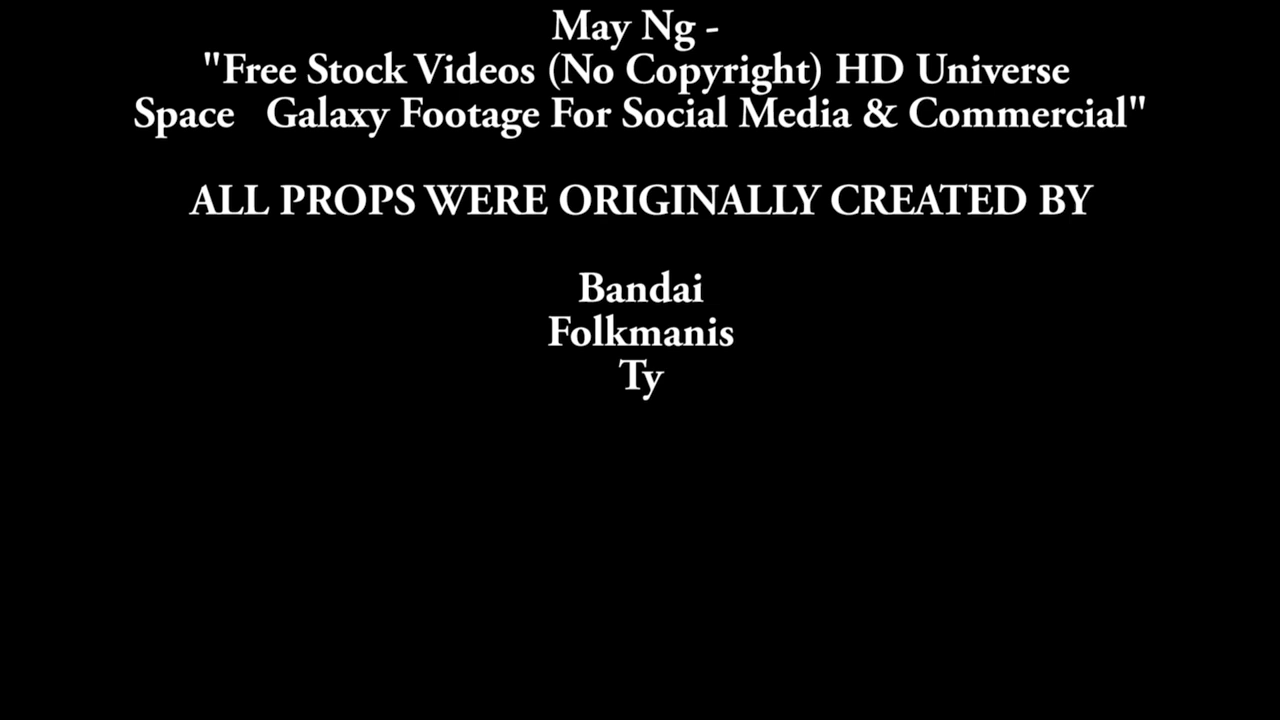 May Ng -
"Free Stock Videos (No Copyright) HD Universe
Space   Galaxy Footage For Social Media & Commercial"
ALL PROPS WERE ORIGINALLY CREATED BY
Bandai
Folkmanis
Ty